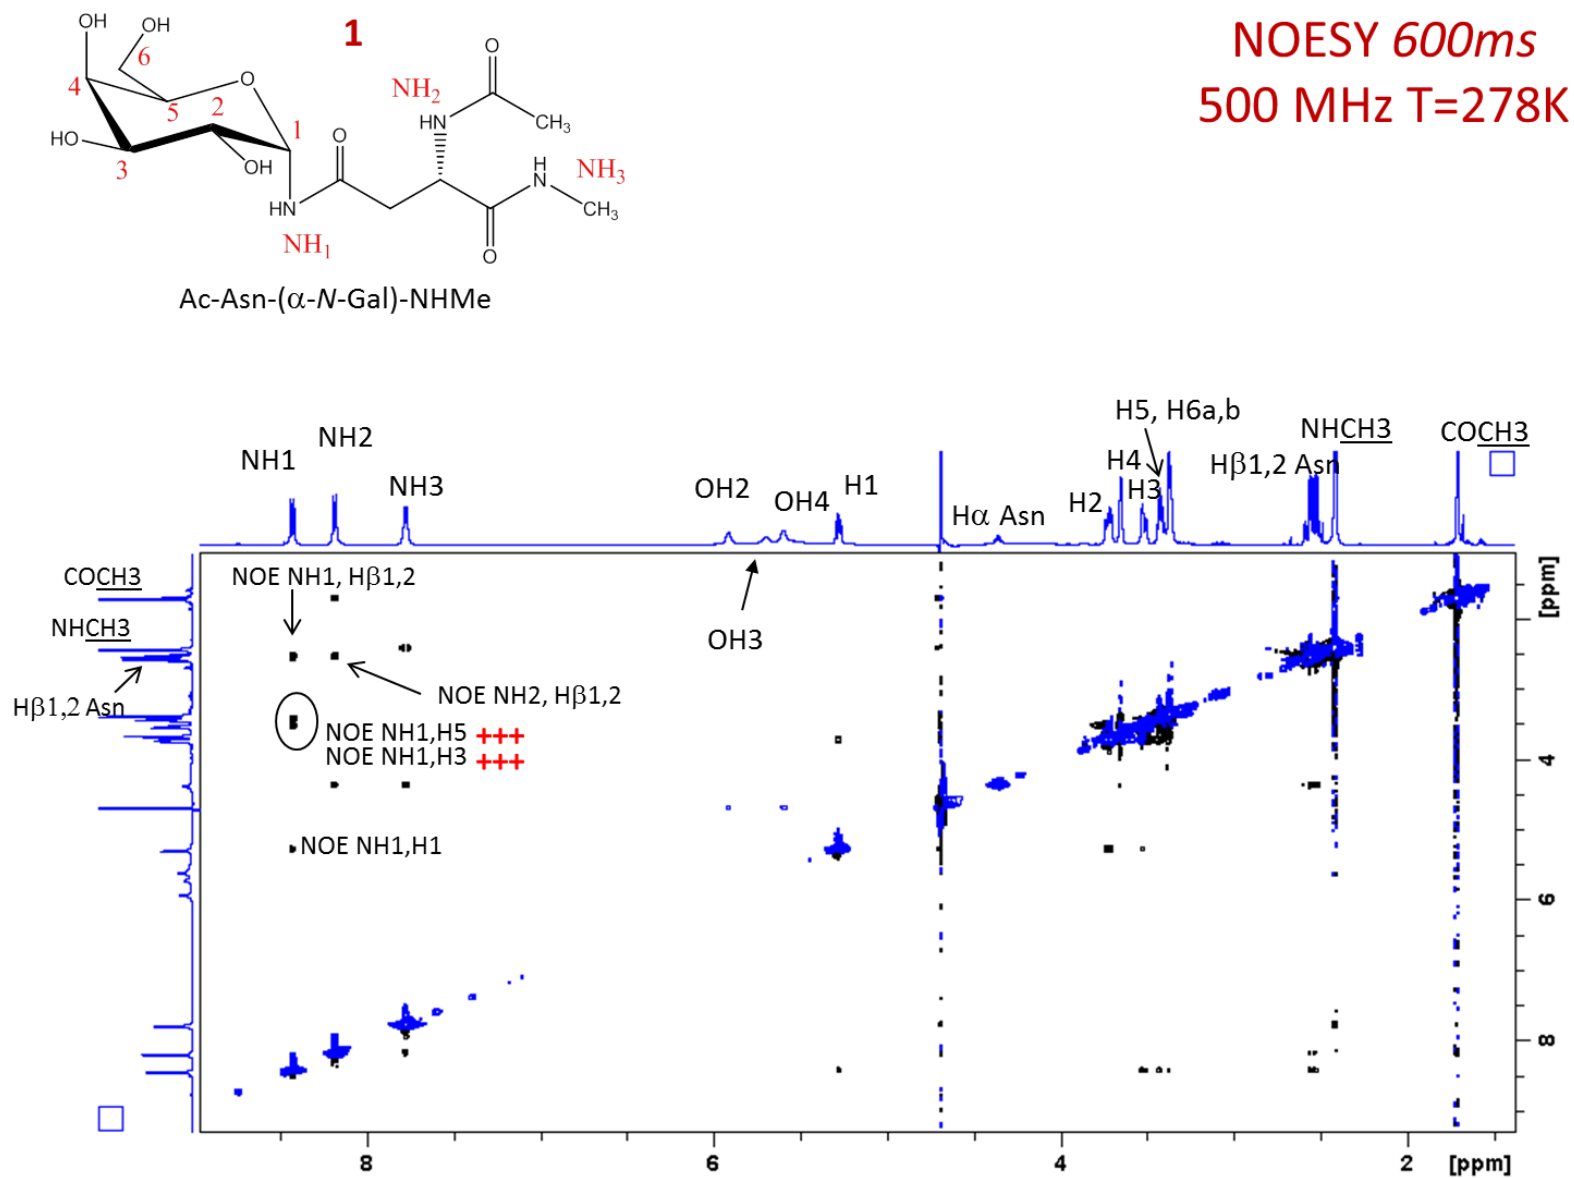 1
NOESY 600ms
500 MHz T=278K
OH
OH
6
4
O
5
2
1
HO
3
OH
O
HN
NH1
NH2
HN
O
CH3
H
N
NH3
CH3
O
Ac-Asn-(α-N-Gal)-NHMe
NH1
NH2
NH3
OH2
OH4
H1
Hα Asn
H2
H4
H3
H5, H6a,b
Hβ1,2 Asn
NHCH3
COCH3
COCH3
NHCH3
Hβ1,2 Asn
NOE NH1, Hβ1,2
OH3
NOE NH2, Hβ1,2
NOE NH1,H5 +++
NOE NH1,H3 +++
NOE NH1,H1
[ppm]
4
6
8
8
6
4
2
[ppm]